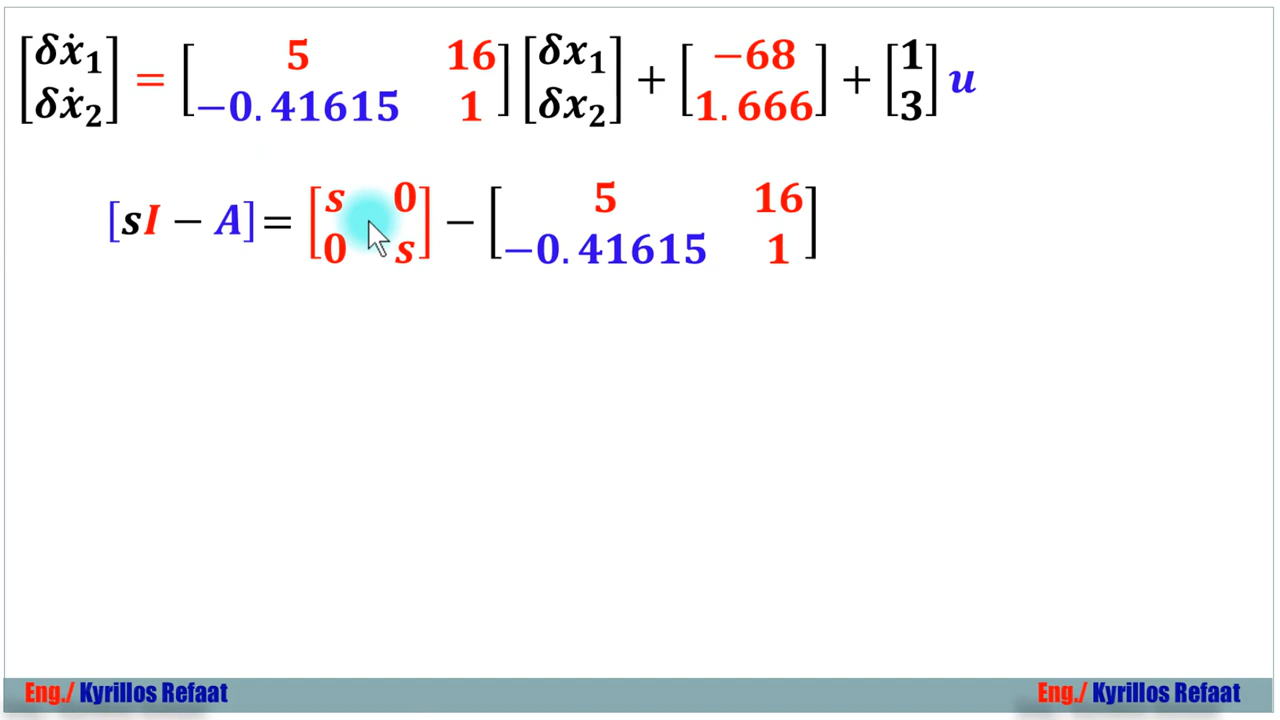 [δẋ₁; δẋ₂] = [5 16; −0.41615 1] [δx₁; δx₂] + [−68; 1.666] + [1; 3] u
[sI − A] = [s 0; 0 s] − [5 16; −0.41615 1]
Eng./ Kyrillos Refaat Eng./ Kyrillos Refaat